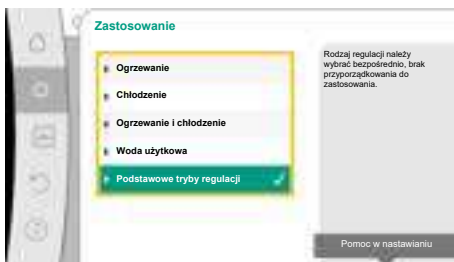 Zastosowanie
Ogrzewanie
Chłodzenie
Ogrzewanie i chłodzenie
Woda użytkowa
Podstawowe tryby regulacji
Rodzaj regulacji należy
wybrać bezpośrednio, brak
przyporządkowania do
zastosowania.
Pomoc w nastawianiu